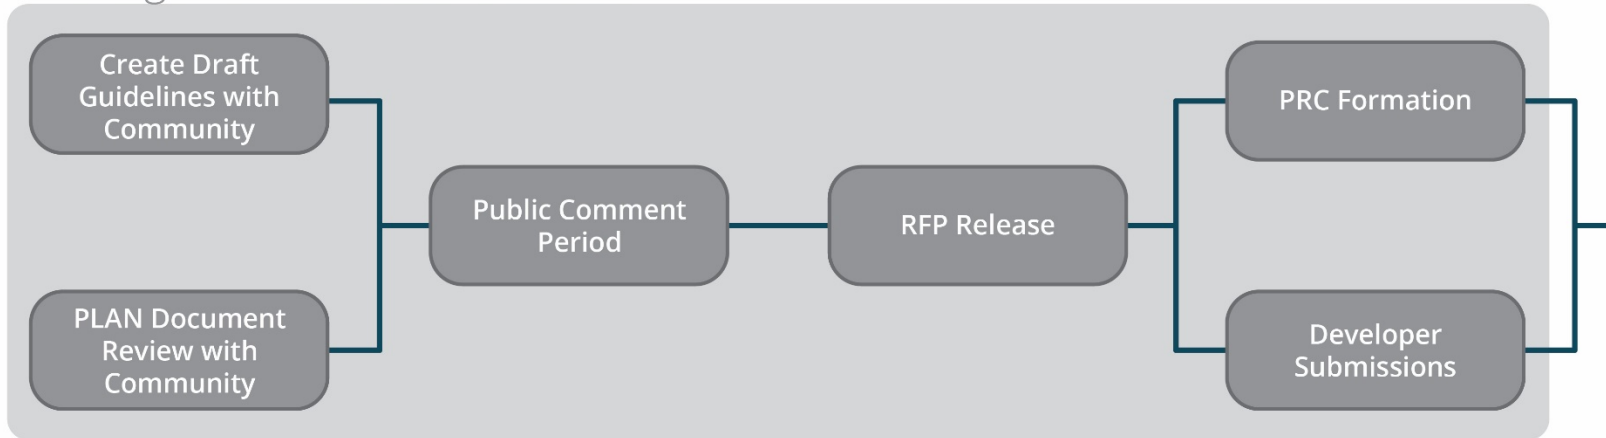 Create Draft
Guidelines with
Community
PLAN Document
Review with
Community
Public Comment
Period
RFP Release
PRC Formation
Developer
Submissions